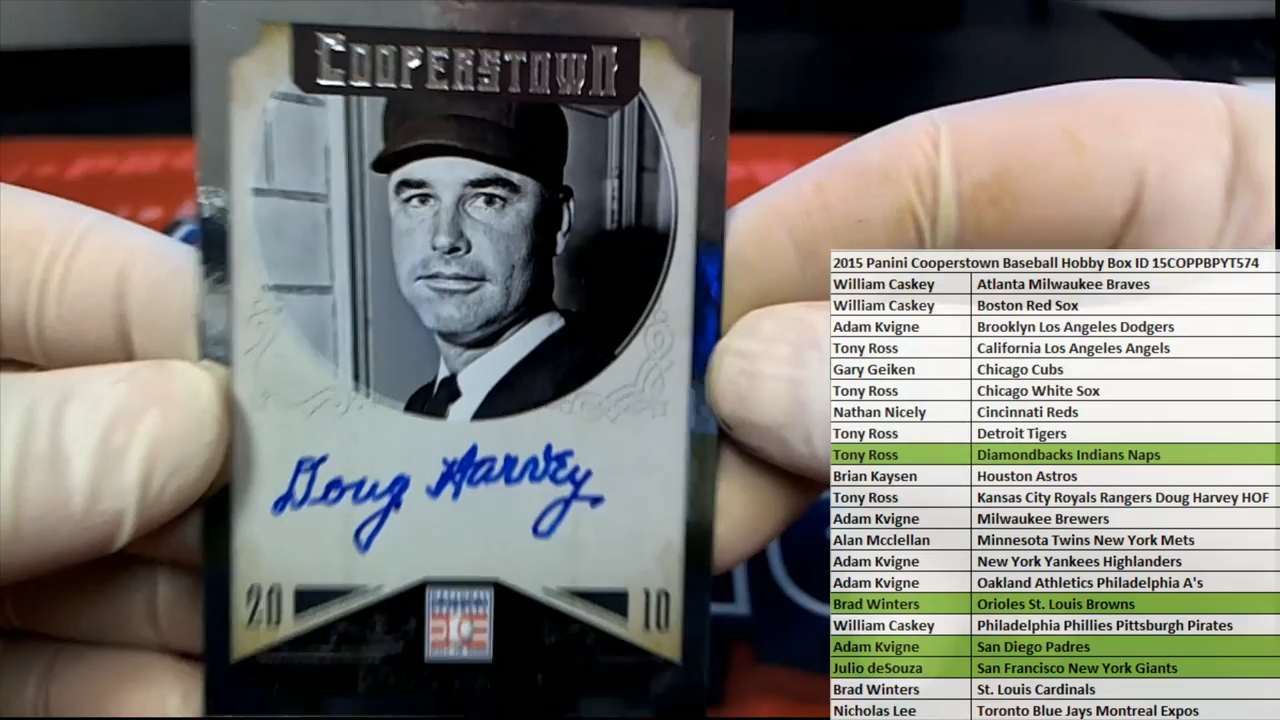 COOPERSTOWN
Doug Harvey
20 10
2015 Panini Cooperstown Baseball Hobby Box ID 15COPPBPYT574
William Caskey Atlanta Milwaukee Braves
William Caskey Boston Red Sox
Adam Kvigne Brooklyn Los Angeles Dodgers
Tony Ross California Los Angeles Angels
Gary Geiken Chicago Cubs
Tony Ross Chicago White Sox
Nathan Nicely Cincinnati Reds
Tony Ross Detroit Tigers
Tony Ross Diamondbacks Indians Naps
Brian Kaysen Houston Astros
Tony Ross Kansas City Royals Rangers Doug Harvey HOF
Adam Kvigne Milwaukee Brewers
Alan Mcclellan Minnesota Twins New York Mets
Adam Kvigne New York Yankees Highlanders
Adam Kvigne Oakland Athletics Philadelphia A's
Brad Winters Orioles St. Louis Browns
William Caskey Philadelphia Phillies Pittsburgh Pirates
Adam Kvigne San Diego Padres
Julio deSouza San Francisco New York Giants
Brad Winters St. Louis Cardinals
Nicholas Lee Toronto Blue Jays Montreal Expos